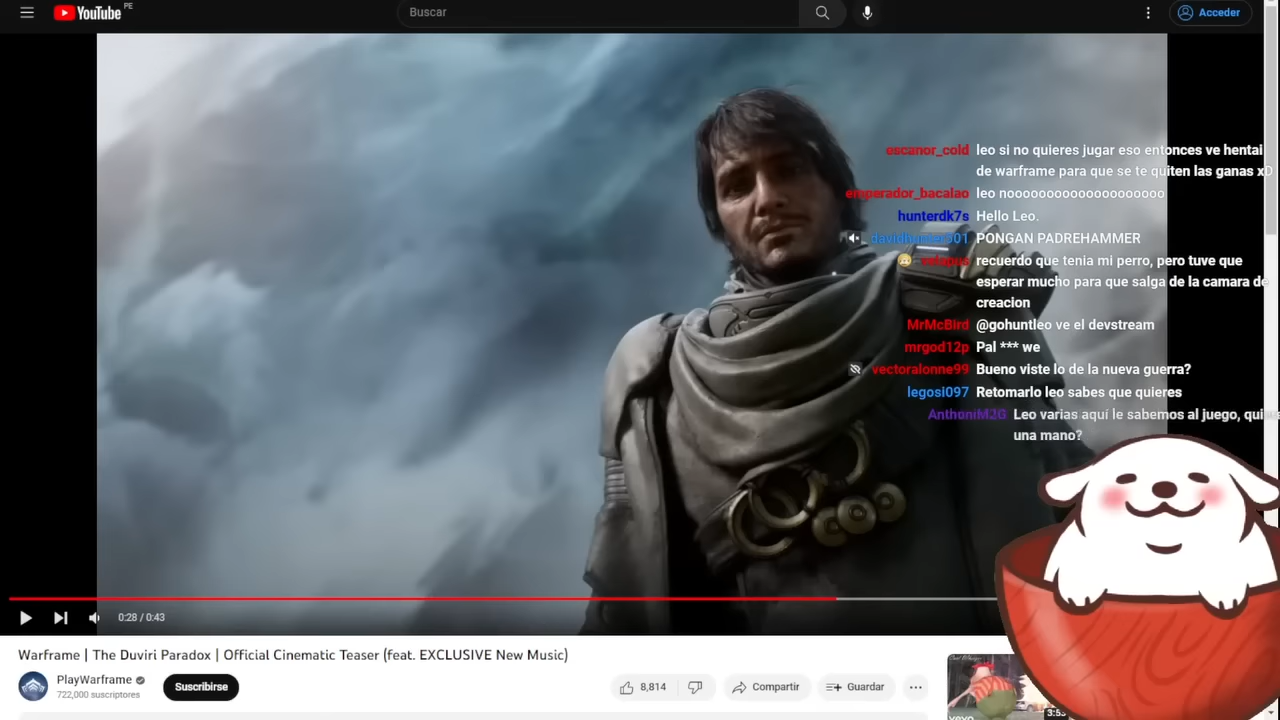 YouTube PE
Buscar
Acceder
escanor_cold leo si no quieres jugar eso entonces ve hentai
de warframe para que se te quiten las ganas xD
emperador_bacalao leo nooooooooooooooooooo
hunterdk7s Hello Leo.
PONGAN PADREHAMMER
recuerdo que tenia mi perro, pero tuve que
esperar mucho para que salga de la camara de
creacion
MrMcBird @gohuntleo ve el devstream
mrgod12p Pal *** we
vectoralonne99 Bueno viste lo de la nueva guerra?
legosi097 Retomarlo leo sabes que quieres
AnthoniM2G Leo varias aquí le sabemos al juego,
una mano?
0:28 / 0:43
Warframe | The Duviri Paradox | Official Cinematic Teaser (feat. EXCLUSIVE New Music)
PlayWarframe
722,000 suscriptores
Suscribirse
8,814
Compartir
Guardar
3:53